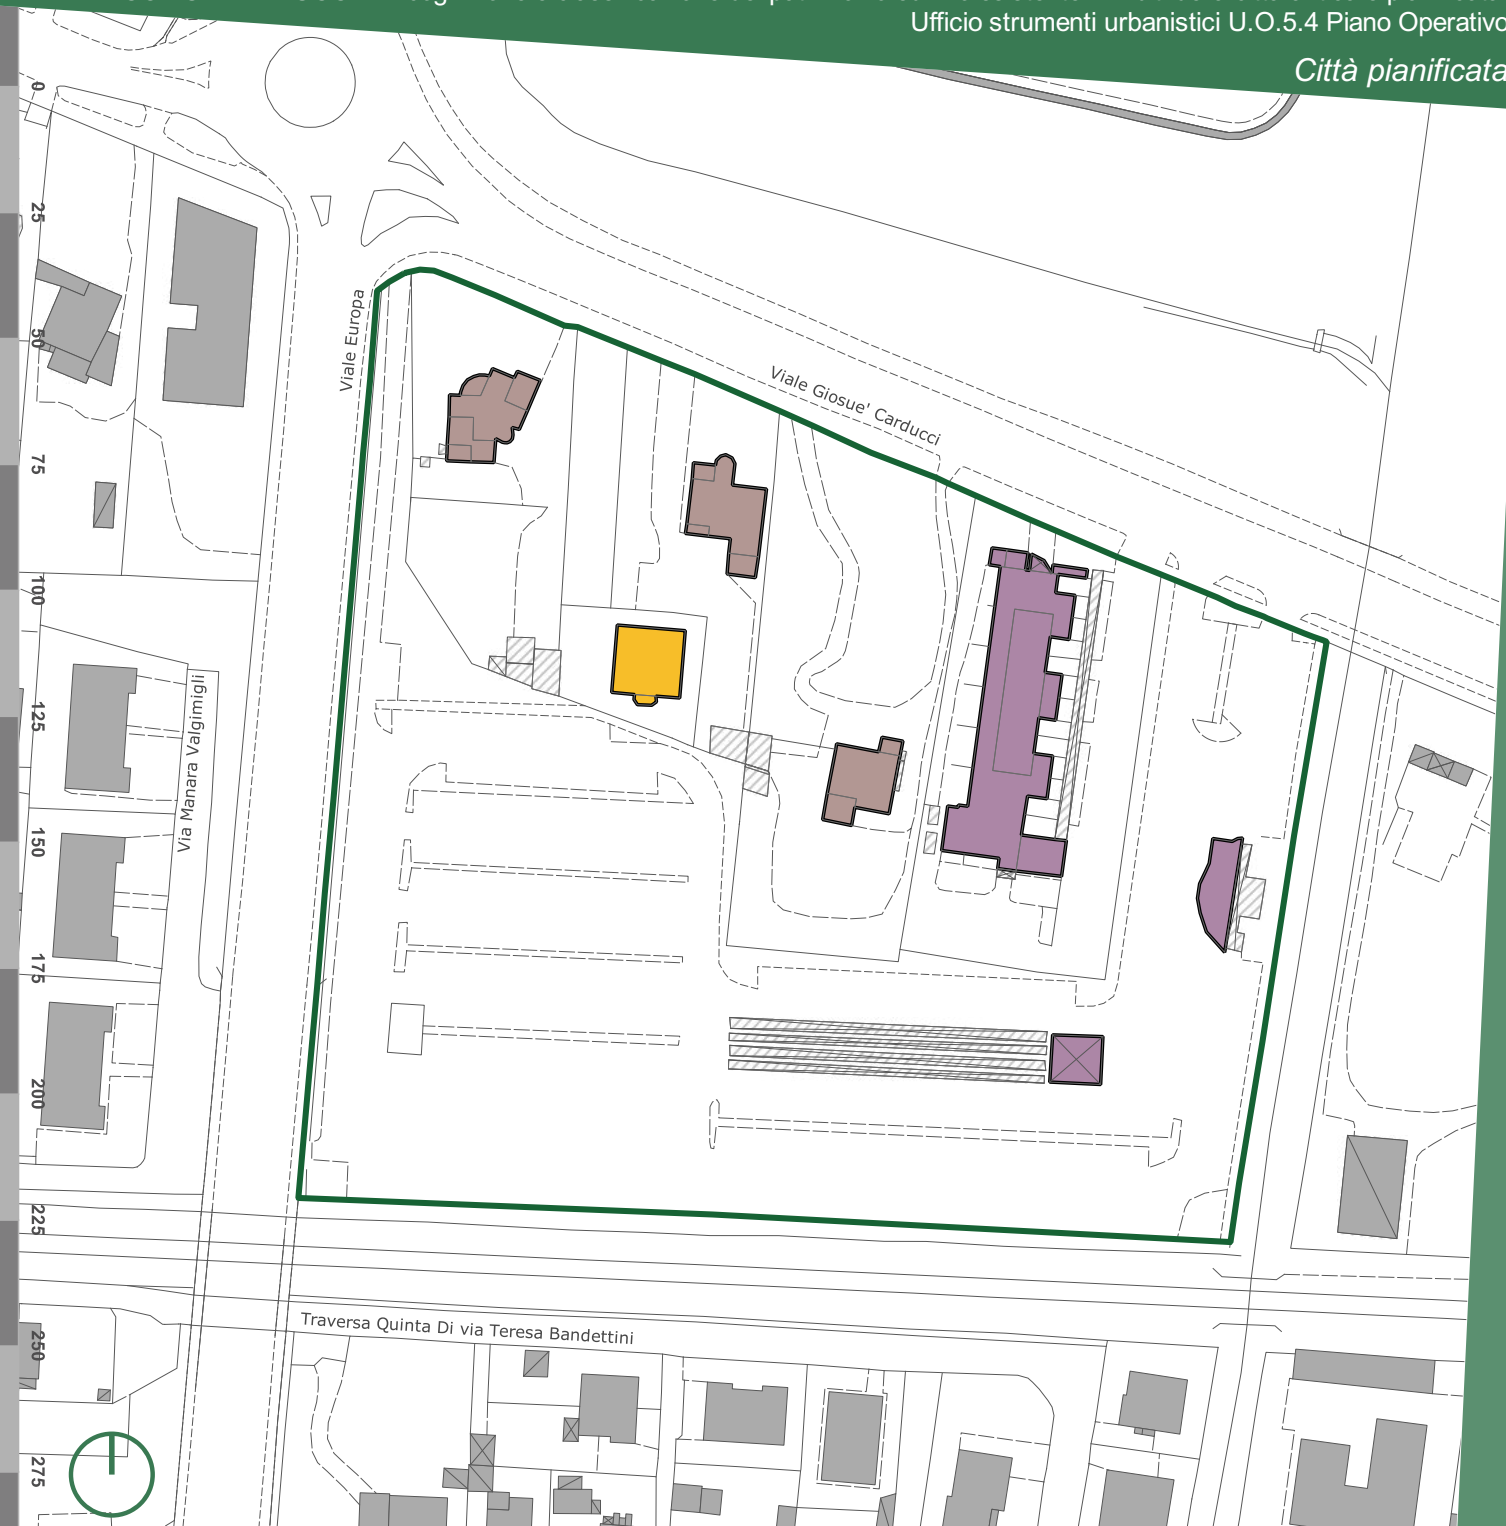 Ufficio strumenti urbanistici U.O.5.4 Piano Operativo
Città pianificata
0
25
50
75
100
125
150
175
200
225
250
275
Viale Europa
Viale Giosue' Carducci
Via Manara Valgimigli
Traversa Quinta Di via Teresa Bandettini